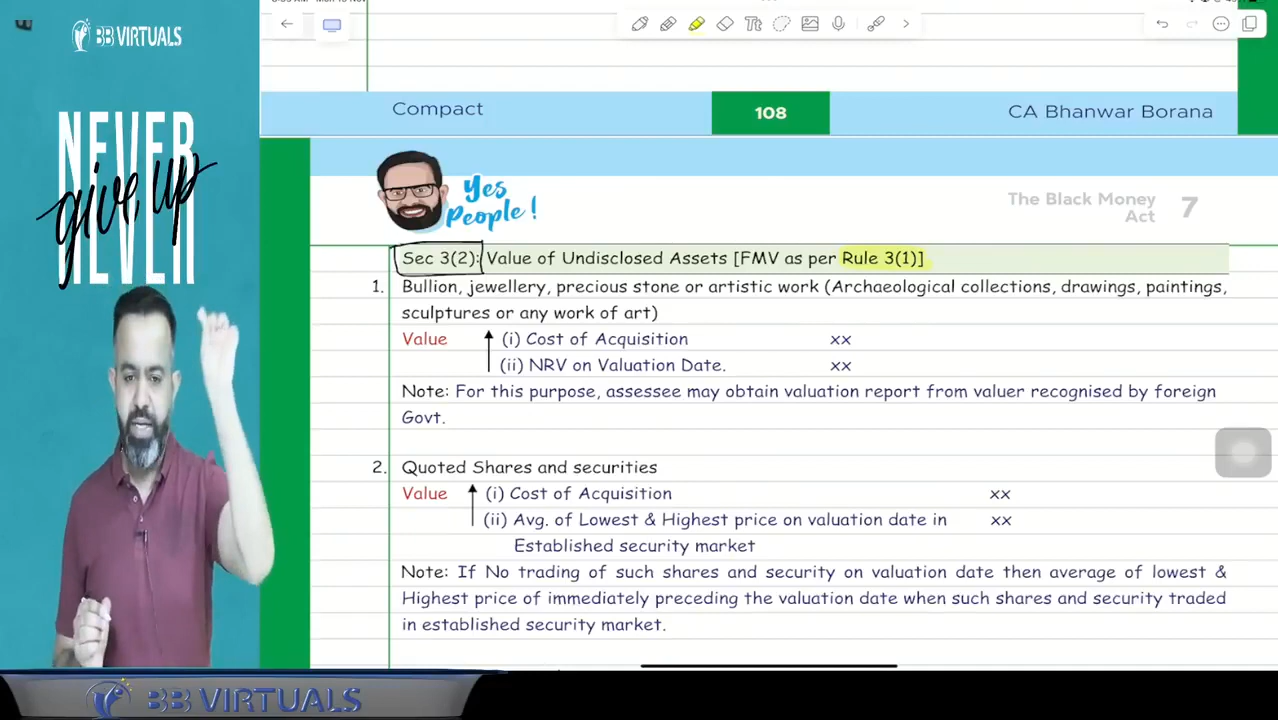 BB VIRTUALS
NEVER
give up
NEVER
Compact
108
CA Bhanwar Borana
Yes
People!
The Black Money
Act
7
Sec 3(2): Value of Undisclosed Assets [FMV as per Rule 3(1)]
1. Bullion, jewellery, precious stone or artistic work (Archaeological collections, drawings, paintings,
sculptures or any work of art)
Value (i) Cost of Acquisition xx
(ii) NRV on Valuation Date. xx
Note: For this purpose, assessee may obtain valuation report from valuer recognised by foreign
Govt.
2. Quoted Shares and securities
Value (i) Cost of Acquisition xx
(ii) Avg. of Lowest & Highest price on valuation date in xx
Established security market
Note: If No trading of such shares and security on valuation date then average of lowest &
Highest price of immediately preceding the valuation date when such shares and security traded
in established security market.
BB VIRTUALS